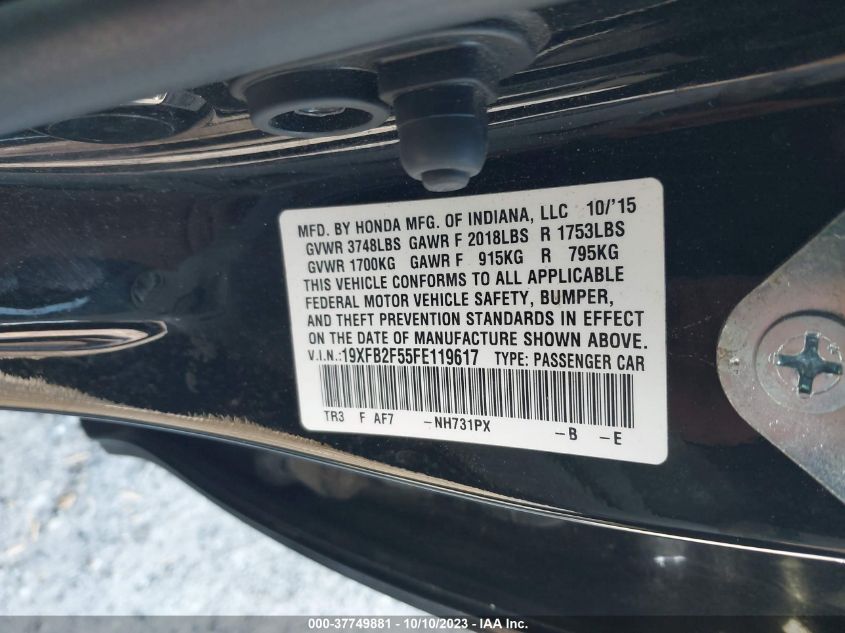 MFD. BY HONDA MFG. OF INDIANA, LLC 10/'15
GVWR 3748LBS GAWR F 2018LBS R 1753LBS
GVWR 1700KG GAWR F 915KG R 795KG
THIS VEHICLE CONFORMS TO ALL APPLICABLE
FEDERAL MOTOR VEHICLE SAFETY, BUMPER,
AND THEFT PREVENTION STANDARDS IN EFFECT
ON THE DATE OF MANUFACTURE SHOWN ABOVE.
V.I.N.:19XFB2F55FE119617 TYPE: PASSENGER CAR
TR3 F AF7 -NH731PX -B -E
000-37749881 - 10/10/2023 - IAA Inc.